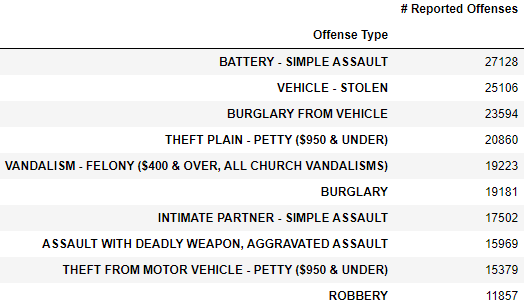 # Reported Offenses
Offense Type
BATTERY - SIMPLE ASSAULT 27128
VEHICLE - STOLEN 25106
BURGLARY FROM VEHICLE 23594
THEFT PLAIN - PETTY ($950 & UNDER) 20860
VANDALISM - FELONY ($400 & OVER, ALL CHURCH VANDALISMS) 19223
BURGLARY 19181
INTIMATE PARTNER - SIMPLE ASSAULT 17502
ASSAULT WITH DEADLY WEAPON, AGGRAVATED ASSAULT 15969
THEFT FROM MOTOR VEHICLE - PETTY ($950 & UNDER) 15379
ROBBERY 11857